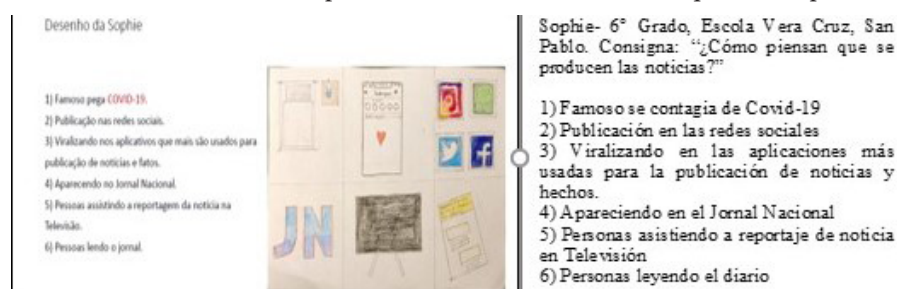 Desenho da Sophie
1) Famoso pega COVID-19.
2) Publicação nas redes sociais.
3) Viralizando nos aplicativos que mais são usados para
publicação de notícias e fatos.
4) Aparecendo no Jornal Nacional.
5) Pessoas assistindo a reportagem da notícia na
Televisão.
6) Pessoas lendo o jornal.
JN
Sophie- 6° Grado, Escola Vera Cruz, San
Pablo. Consigna: “¿Cómo piensan que se
producen las noticias?”
1) Famoso se contagia de Covid-19
2) Publicación en las redes sociales
3) Viralizando en las aplicaciones más
usadas para la publicación de noticias y
hechos.
4) Apareciendo en el Jornal Nacional
5) Personas asistiendo a reportaje de noticia
en Televisión
6) Personas leyendo el diario